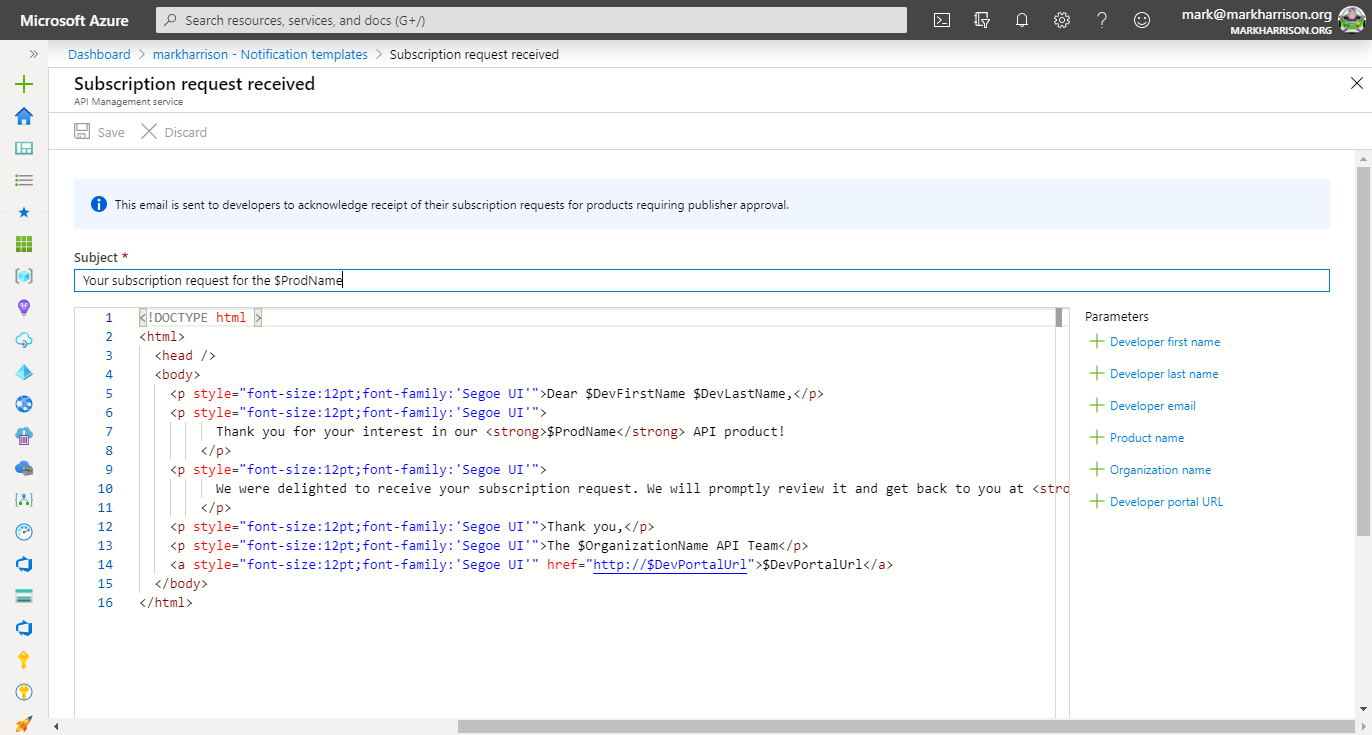 Microsoft Azure
Search resources, services, and docs (G+/)
mark@markharrison.org
MARKHARRISON.ORG
Dashboard > markharrison - Notification templates > Subscription request received
Subscription request received
API Management service
Save Discard
This email is sent to developers to acknowledge receipt of their subscription requests for products requiring publisher approval.
Subject *
Your subscription request for the $ProdName
1 <!DOCTYPE html >
2 <html>
3 <head />
4 <body>
5 <p style="font-size:12pt;font-family:'Segoe UI'">Dear $DevFirstName $DevLastName,</p>
6 <p style="font-size:12pt;font-family:'Segoe UI'">
7 Thank you for your interest in our <strong>$ProdName</strong> API product!
8 </p>
9 <p style="font-size:12pt;font-family:'Segoe UI'">
10 We were delighted to receive your subscription request. We will promptly review it and get back to you at <stro
11 </p>
12 <p style="font-size:12pt;font-family:'Segoe UI'">Thank you,</p>
13 <p style="font-size:12pt;font-family:'Segoe UI'">The $OrganizationName API Team</p>
14 <a style="font-size:12pt;font-family:'Segoe UI'" href="http://$DevPortalUrl">$DevPortalUrl</a>
15 </body>
16 </html>
Parameters
Developer first name
Developer last name
Developer email
Product name
Organization name
Developer portal URL